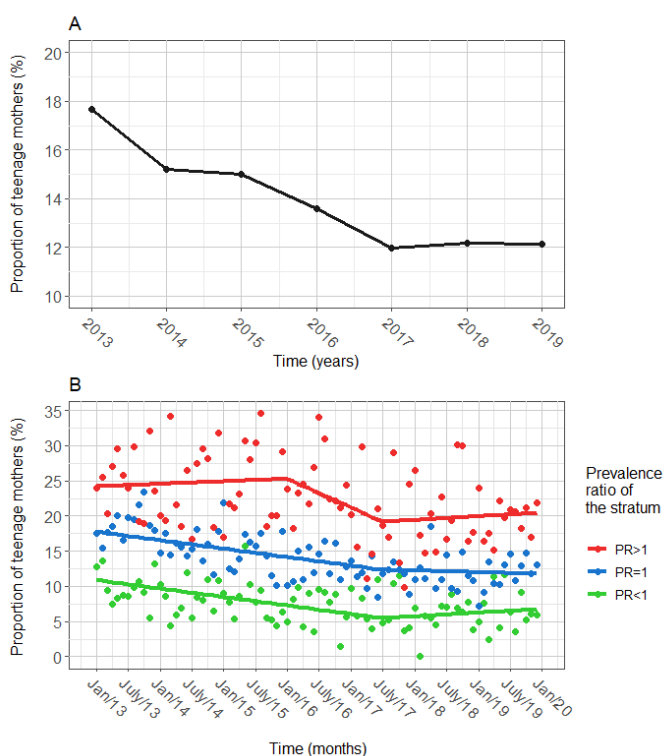 A
Proportion of teenage mothers (%)
20
18
16
14
12
10
2013 2014 2015 2016 2017 2018 2019
Time (years)
B
Proportion of teenage mothers (%)
35
30
25
20
15
10
5
0
Jan/13 July/13 Jan/14 July/14 Jan/15 July/15 Jan/16 July/16 Jan/17 July/17 Jan/18 July/18 Jan/19 July/19 Jan/20
Time (months)
Prevalence
ratio of
the stratum
PR>1
PR=1
PR<1